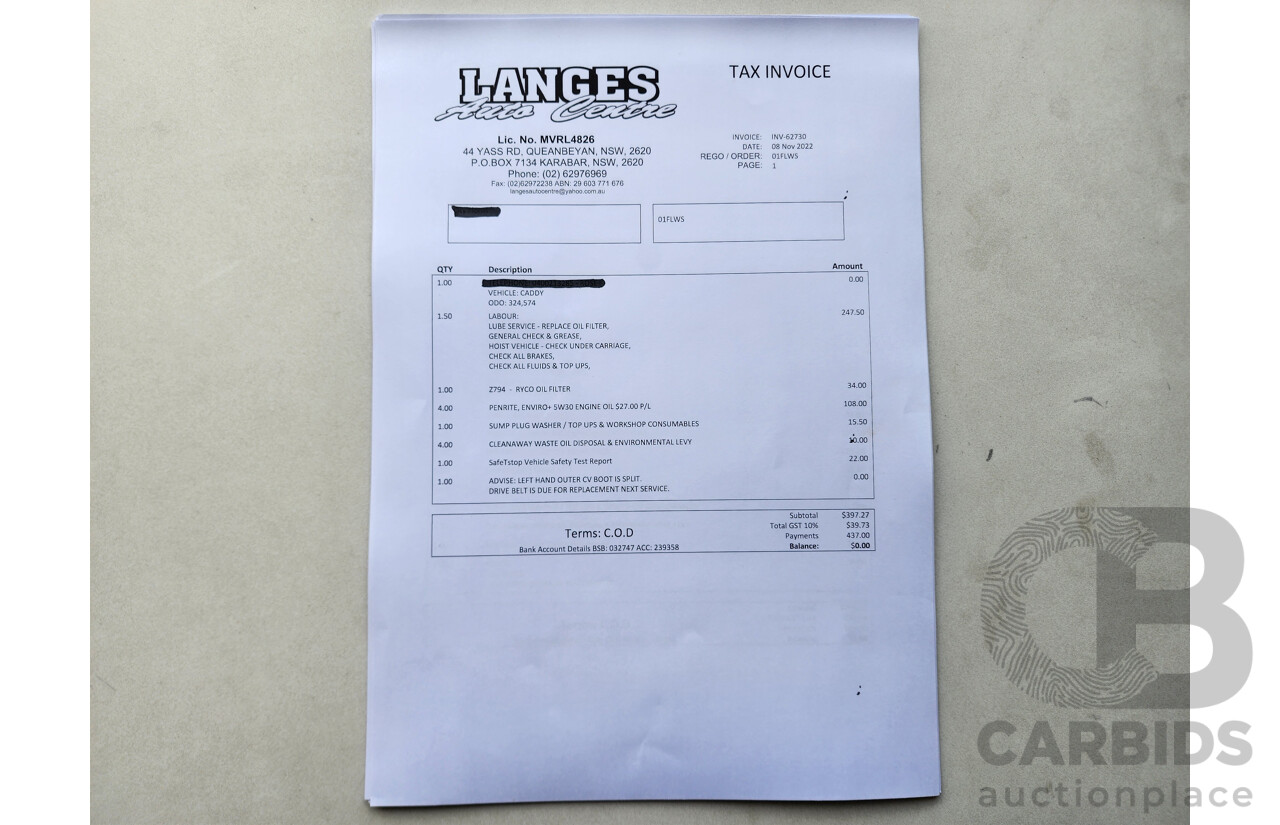 LANGES
Auto Centre
TAX INVOICE
Lic. No. MVRL4826
44 YASS RD, QUEANBEYAN, NSW, 2620
P.O.BOX 7134 KARABAR, NSW, 2620
Phone: (02) 62976969
Fax: (02)62972238 ABN: 29 603 771 676
langesautocentre@yahoo.com.au
INVOICE: INV-62730
DATE: 08 Nov 2022
REGO / ORDER: 01FLWS
PAGE: 1
01FLWS
QTY Description Amount
1.00 0.00
VEHICLE: CADDY
ODO: 324,574
1.50 LABOUR: 247.50
LUBE SERVICE - REPLACE OIL FILTER,
GENERAL CHECK & GREASE,
HOIST VEHICLE - CHECK UNDER CARRIAGE,
CHECK ALL BRAKES,
CHECK ALL FLUIDS & TOP UPS,
1.00 Z794 - RYCO OIL FILTER 34.00
4.00 PENRITE, ENVIRO+ 5W30 ENGINE OIL $27.00 P/L 108.00
1.00 SUMP PLUG WASHER / TOP UPS & WORKSHOP CONSUMABLES 15.50
4.00 CLEANAWAY WASTE OIL DISPOSAL & ENVIRONMENTAL LEVY 10.00
1.00 SafeTstop Vehicle Safety Test Report 22.00
1.00 ADVISE: LEFT HAND OUTER CV BOOT IS SPLIT. 0.00
DRIVE BELT IS DUE FOR REPLACEMENT NEXT SERVICE.
Terms: C.O.D
Bank Account Details BSB: 032747 ACC: 239358
Subtotal $397.27
Total GST 10% $39.73
Payments 437.00
Balance: $0.00
CB
CARBIDS
auctionplace